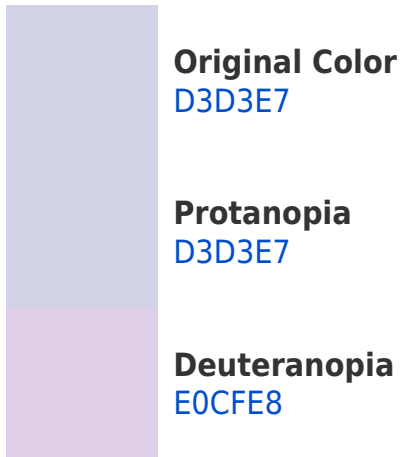 Original Color
D3D3E7
Protanopia
D3D3E7
Deuteranopia
E0CFE8